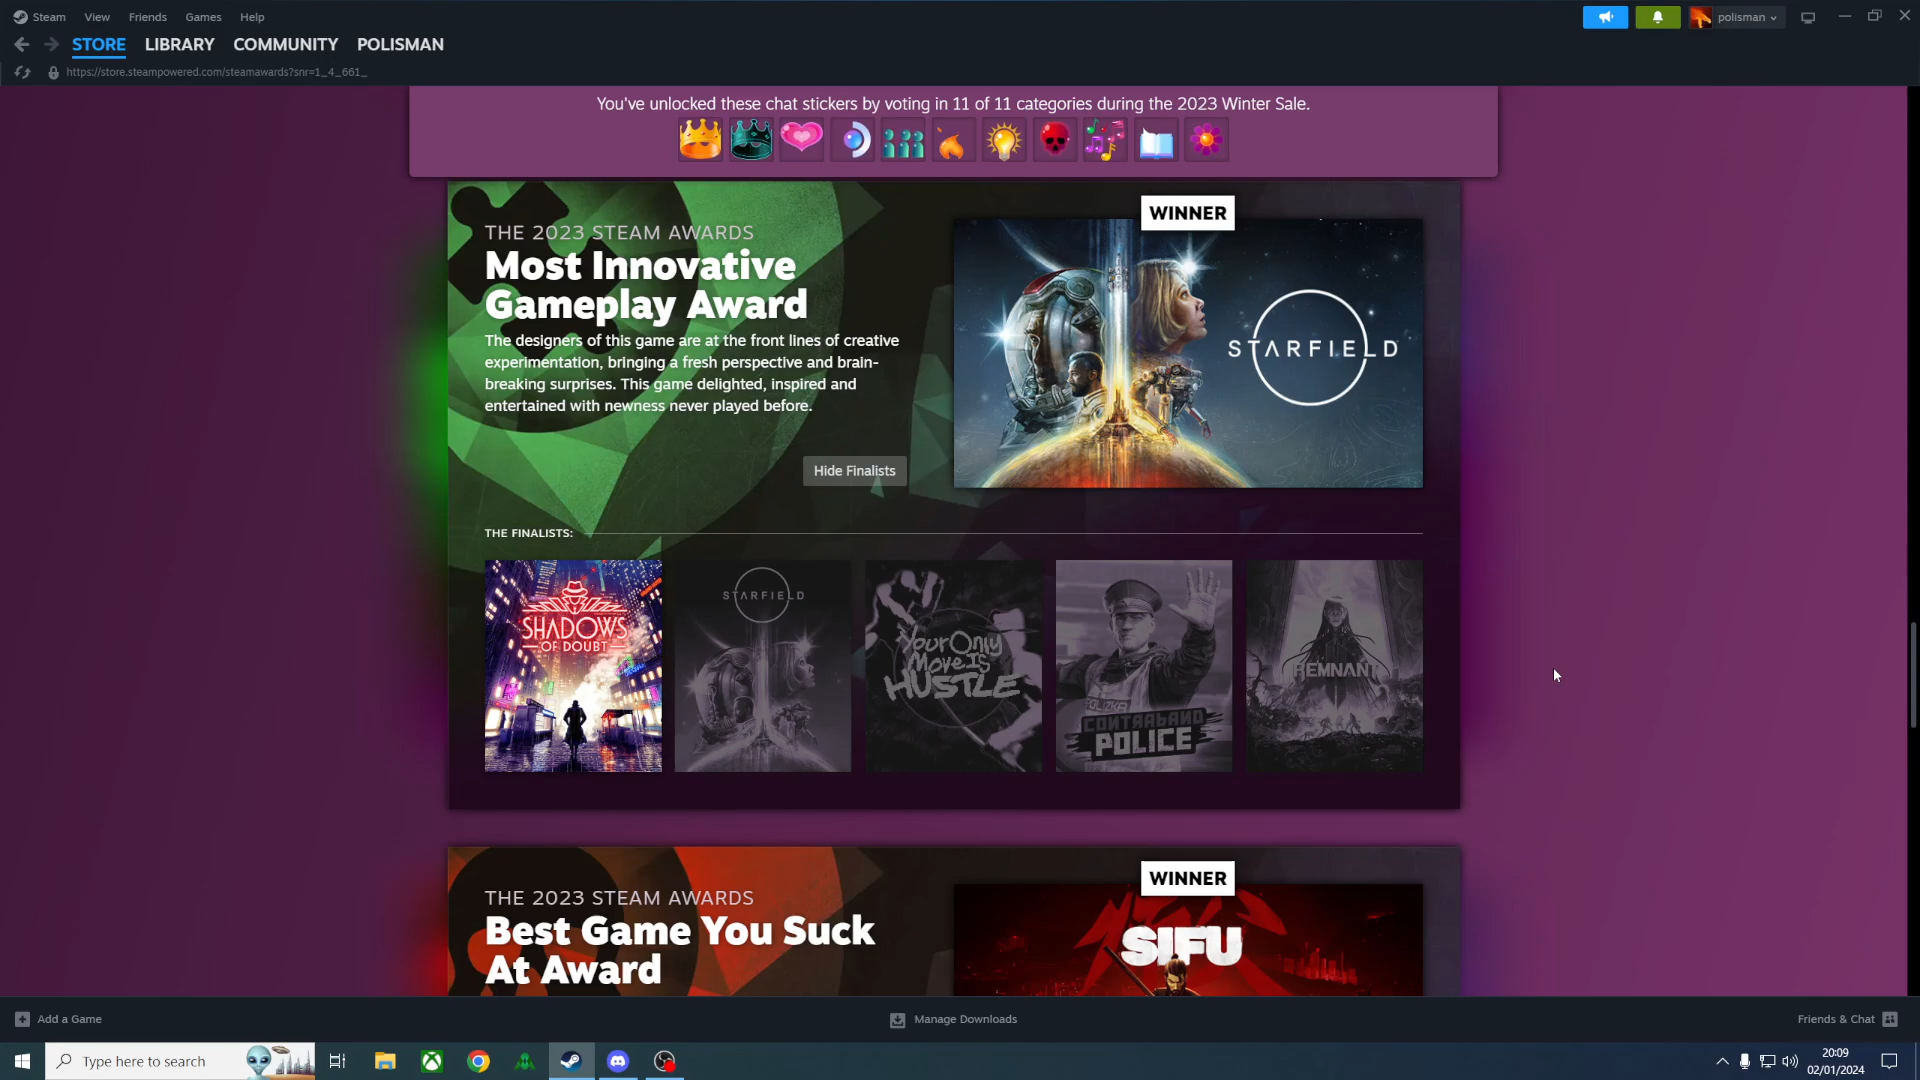 Steam View Friends Games Help
polisman
STORE LIBRARY COMMUNITY POLISMAN
https://store.steampowered.com/steamawards?snr=1_4_661_
You've unlocked these chat stickers by voting in 11 of 11 categories during the 2023 Winter Sale.
THE 2023 STEAM AWARDS
Most Innovative
Gameplay Award
The designers of this game are at the front lines of creative
experimentation, bringing a fresh perspective and brain-
breaking surprises. This game delighted, inspired and
entertained with newness never played before.
Hide Finalists
WINNER
STARFIELD
THE FINALISTS:
SHADOWS
OF DOUBT
STARFIELD
Your Only
Move Is
HUSTLE
POLIZKA
CONTRABAND
POLICE
REMNANT
THE 2023 STEAM AWARDS
Best Game You Suck
At Award
WINNER
SIFU
Add a Game
Manage Downloads
Friends & Chat
Type here to search
20:09
02/01/2024